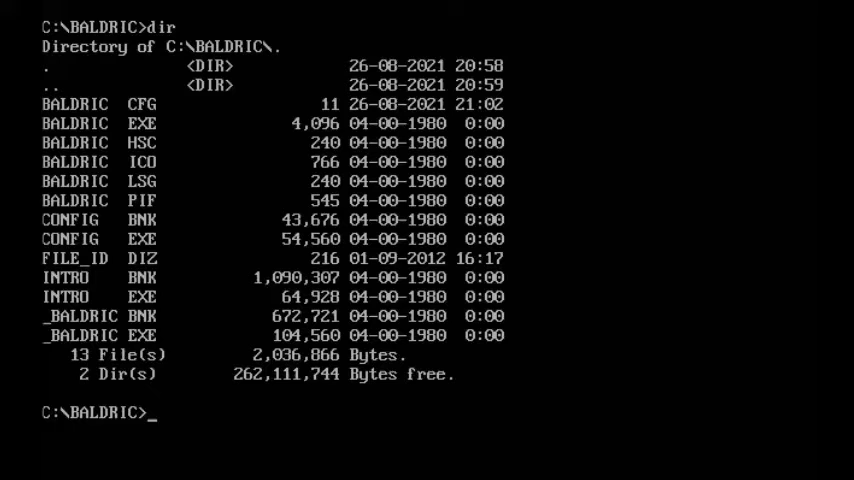 C:\BALDRIC>dir
Directory of C:\BALDRIC\.
. <DIR> 26-08-2021 20:58
.. <DIR> 26-08-2021 20:59
BALDRIC CFG 11 26-08-2021 21:02
BALDRIC EXE 4,096 04-00-1980 0:00
BALDRIC HSC 240 04-00-1980 0:00
BALDRIC ICO 766 04-00-1980 0:00
BALDRIC LSG 240 04-00-1980 0:00
BALDRIC PIF 545 04-00-1980 0:00
CONFIG BNK 43,676 04-00-1980 0:00
CONFIG EXE 54,560 04-00-1980 0:00
FILE_ID DIZ 216 01-09-2012 16:17
INTRO BNK 1,090,307 04-00-1980 0:00
INTRO EXE 64,928 04-00-1980 0:00
_BALDRIC BNK 672,721 04-00-1980 0:00
_BALDRIC EXE 104,560 04-00-1980 0:00
13 File(s) 2,036,866 Bytes.
2 Dir(s) 262,111,744 Bytes free.
C:\BALDRIC>_